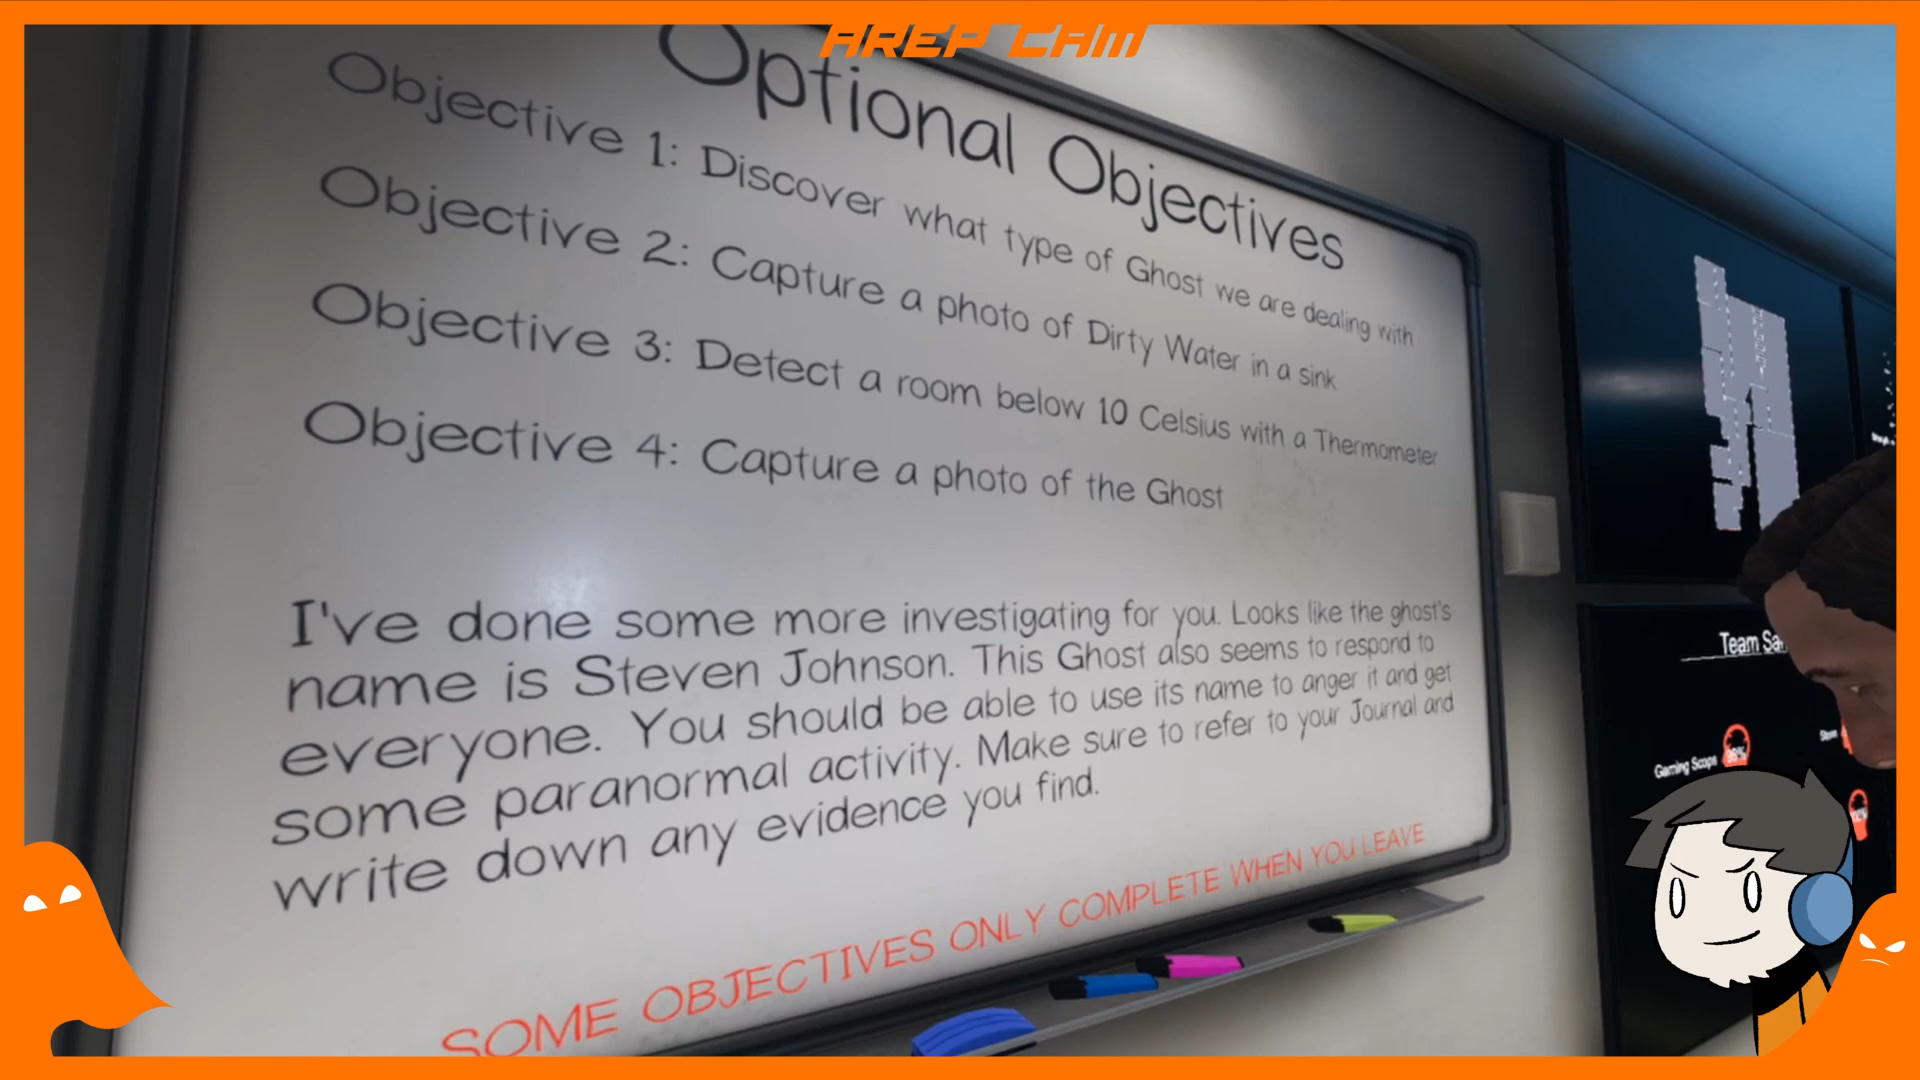 AREP CAM
Optional Objectives
Objective 1: Discover what type of Ghost we are dealing with
Objective 2: Capture a photo of Dirty Water in a sink
Objective 3: Detect a room below 10 Celsius with a Thermometer
Objective 4: Capture a photo of the Ghost
I've done some more investigating for you. Looks like the ghost's
name is Steven Johnson. This Ghost also seems to respond to
everyone. You should be able to use its name to anger it and get
some paranormal activity. Make sure to refer to your Journal and
write down any evidence you find.
SOME OBJECTIVES ONLY COMPLETE WHEN YOU LEAVE
Team
Gaming Scops